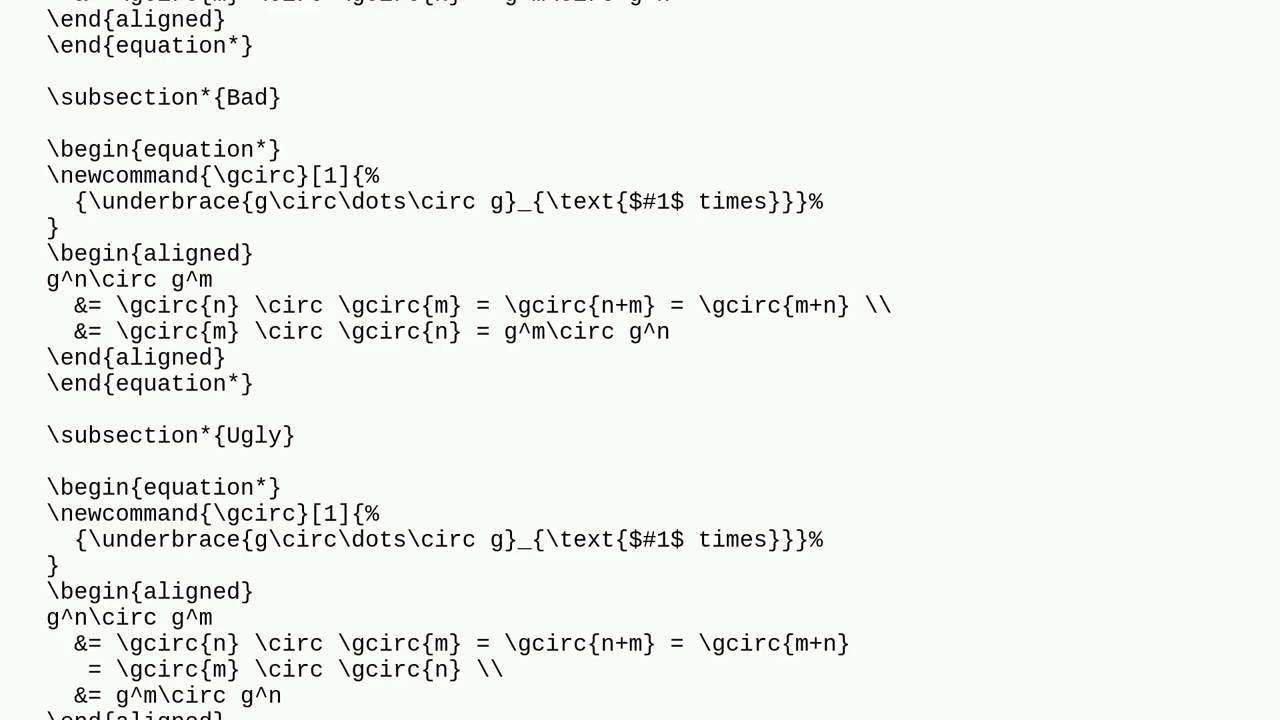 \end{aligned}
\end{equation*}
\subsection*{Bad}
\begin{equation*}
\newcommand{\gcirc}[1]{%
{\underbrace{g\circ\dots\circ g}_{\text{$#1$ times}}}%
}
\begin{aligned}
g^n\circ g^m
&= \gcirc{n} \circ \gcirc{m} = \gcirc{n+m} = \gcirc{m+n} \\
&= \gcirc{m} \circ \gcirc{n} = g^m\circ g^n
\end{aligned}
\end{equation*}
\subsection*{Ugly}
\begin{equation*}
\newcommand{\gcirc}[1]{%
{\underbrace{g\circ\dots\circ g}_{\text{$#1$ times}}}%
}
\begin{aligned}
g^n\circ g^m
&= \gcirc{n} \circ \gcirc{m} = \gcirc{n+m} = \gcirc{m+n}
= \gcirc{m} \circ \gcirc{n} \\
&= g^m\circ g^n
\end{aligned}